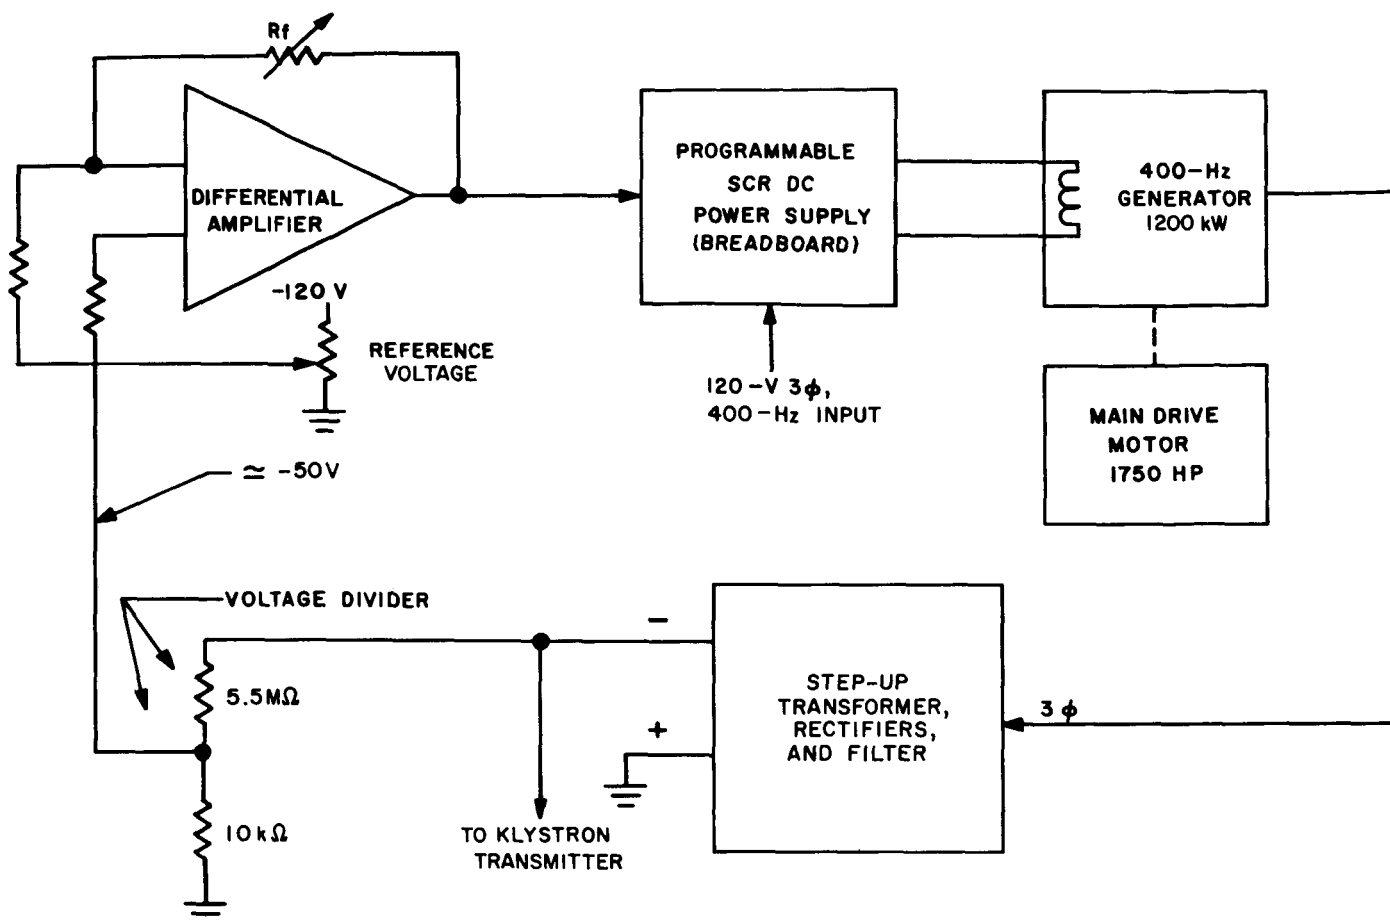 Rf
DIFFERENTIAL
AMPLIFIER
-120 V
REFERENCE
VOLTAGE
≃ -50V
PROGRAMMABLE
SCR DC
POWER SUPPLY
(BREADBOARD)
120-V 3ϕ,
400-Hz INPUT
400-Hz
GENERATOR
1200 kW
MAIN DRIVE
MOTOR
1750 HP
VOLTAGE DIVIDER
5.5MΩ
10kΩ
−
+
TO KLYSTRON
TRANSMITTER
STEP-UP
TRANSFORMER,
RECTIFIERS,
AND FILTER
3 ϕ